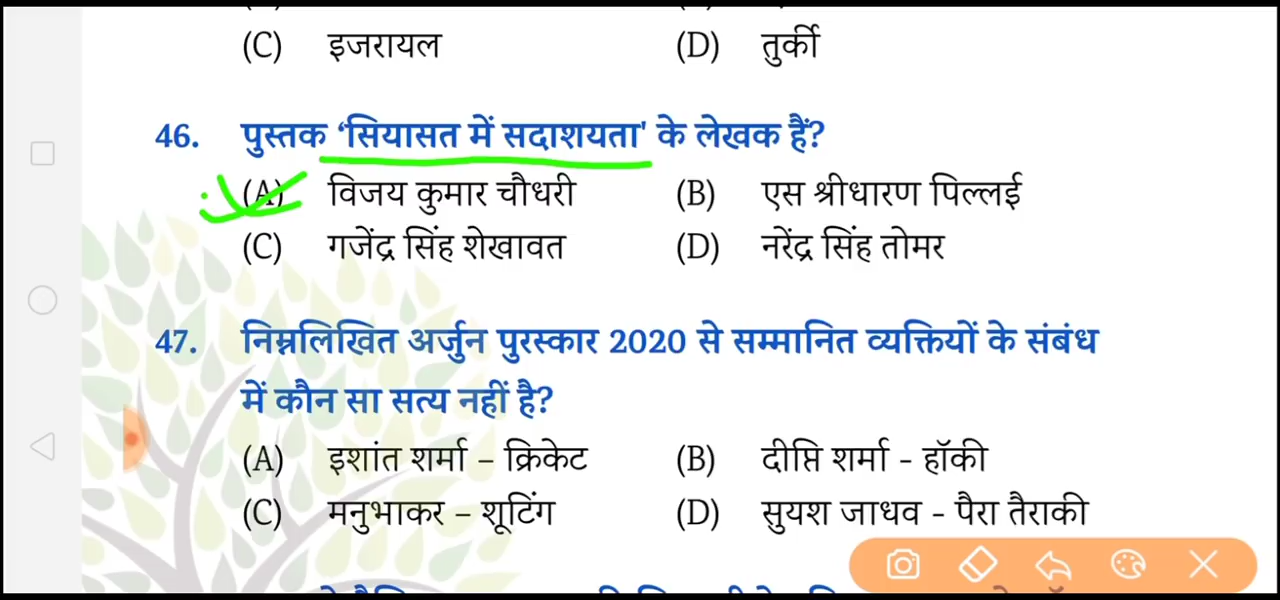 (C) इजरायल (D) तुर्की
46. पुस्तक ‘सियासत में सदाशयता' के लेखक हैं?
(A) विजय कुमार चौधरी (B) एस श्रीधारण पिल्लई
(C) गजेंद्र सिंह शेखावत (D) नरेंद्र सिंह तोमर
47. निम्नलिखित अर्जुन पुरस्कार 2020 से सम्मानित व्यक्तियों के संबंध
में कौन सा सत्य नहीं है?
(A) इशांत शर्मा – क्रिकेट (B) दीप्ति शर्मा - हॉकी
(C) मनुभाकर – शूटिंग (D) सुयश जाधव - पैरा तैराकी